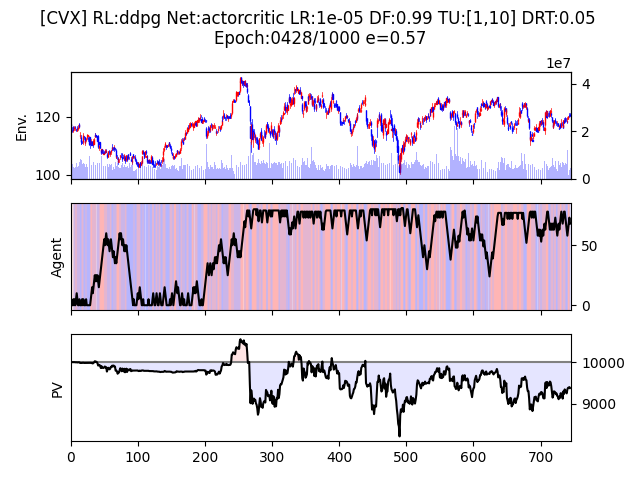 [CVX] RL:ddpg Net:actorcritic LR:1e-05 DF:0.99 TU:[1,10] DRT:0.05
Epoch:0428/1000 e=0.57
1e7
Env.
120
100
4
2
0
Agent
50
0
PV
10000
9000
0 100 200 300 400 500 600 700